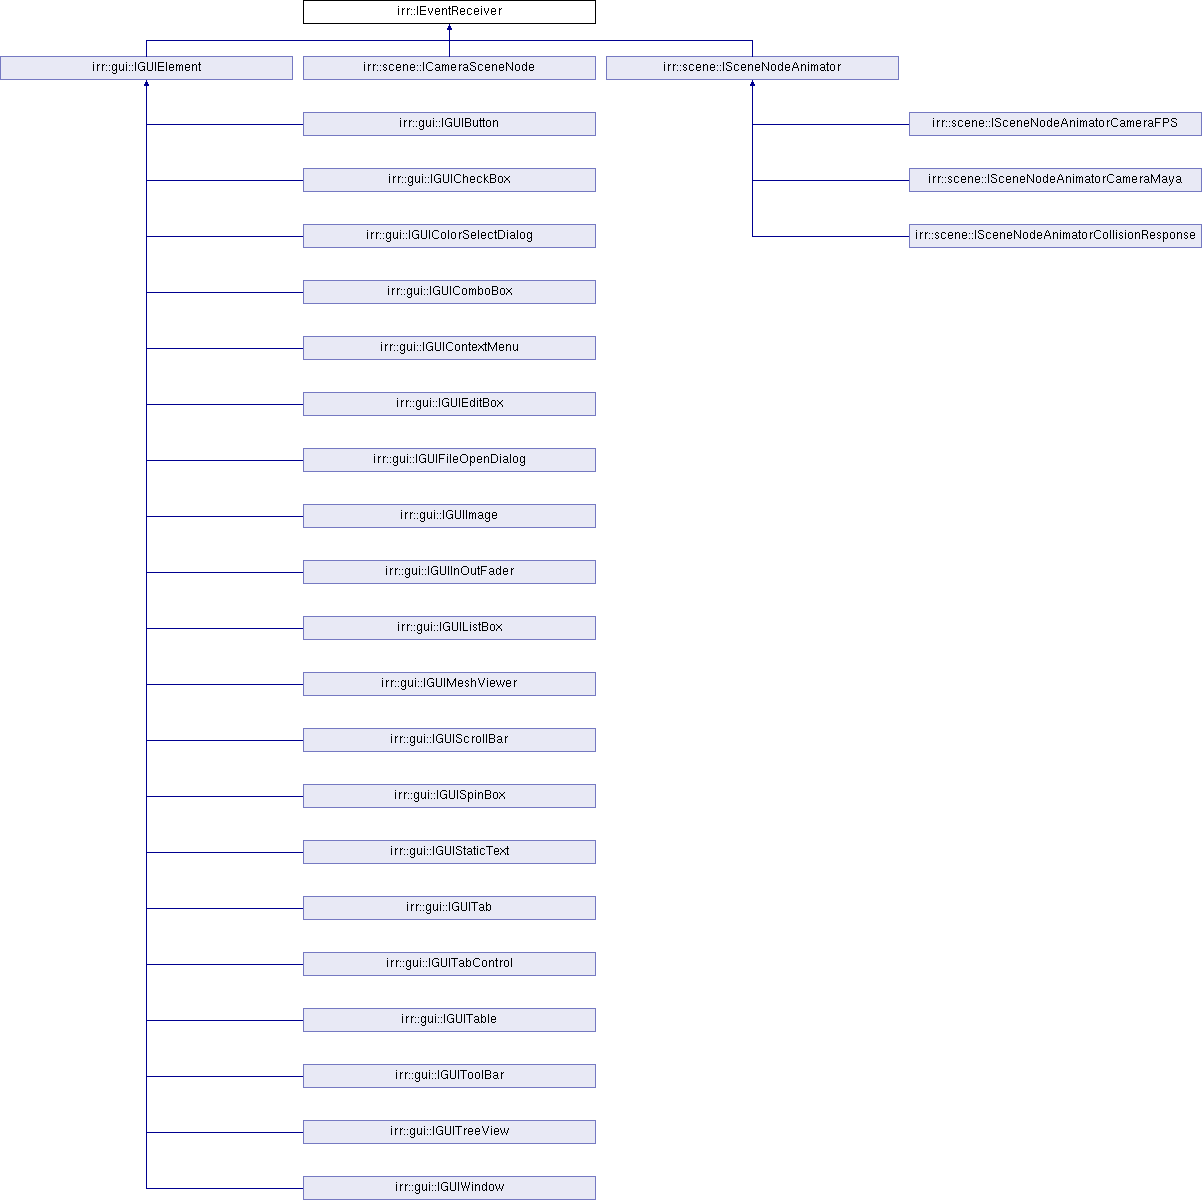 irr::IEventReceiver
irr::gui::IGUIElement
irr::scene::ICameraSceneNode
irr::scene::ISceneNodeAnimator
irr::gui::IGUIButton
irr::scene::ISceneNodeAnimatorCameraFPS
irr::gui::IGUICheckBox
irr::scene::ISceneNodeAnimatorCameraMaya
irr::gui::IGUIColorSelectDialog
irr::scene::ISceneNodeAnimatorCollisionResponse
irr::gui::IGUIComboBox
irr::gui::IGUIContextMenu
irr::gui::IGUIEditBox
irr::gui::IGUIFileOpenDialog
irr::gui::IGUIImage
irr::gui::IGUIInOutFader
irr::gui::IGUIListBox
irr::gui::IGUIMeshViewer
irr::gui::IGUIScrollBar
irr::gui::IGUISpinBox
irr::gui::IGUIStaticText
irr::gui::IGUITab
irr::gui::IGUITabControl
irr::gui::IGUITable
irr::gui::IGUIToolBar
irr::gui::IGUITreeView
irr::gui::IGUIWindow